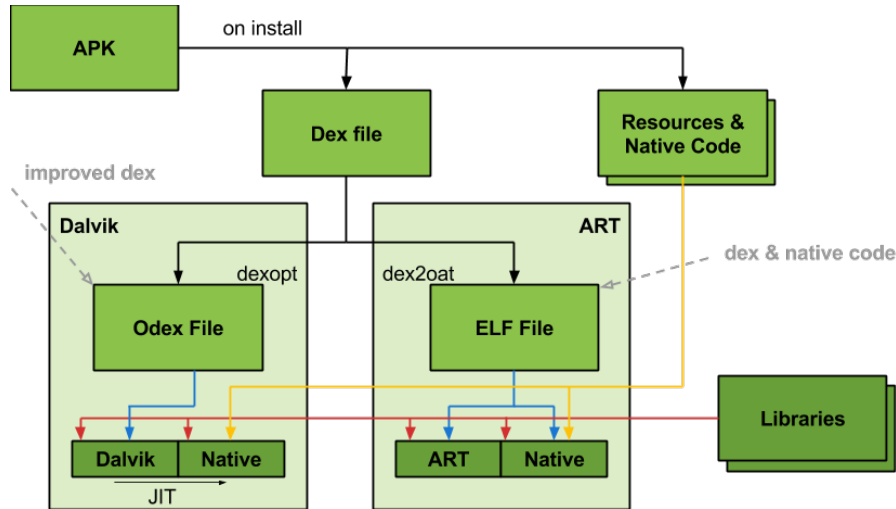 on install
APK
Dex file
Resources &
Native Code
improved dex
Dalvik
ART
dexopt
dex2oat
dex & native code
Odex File
ELF File
Libraries
Dalvik
Native
ART
Native
JIT